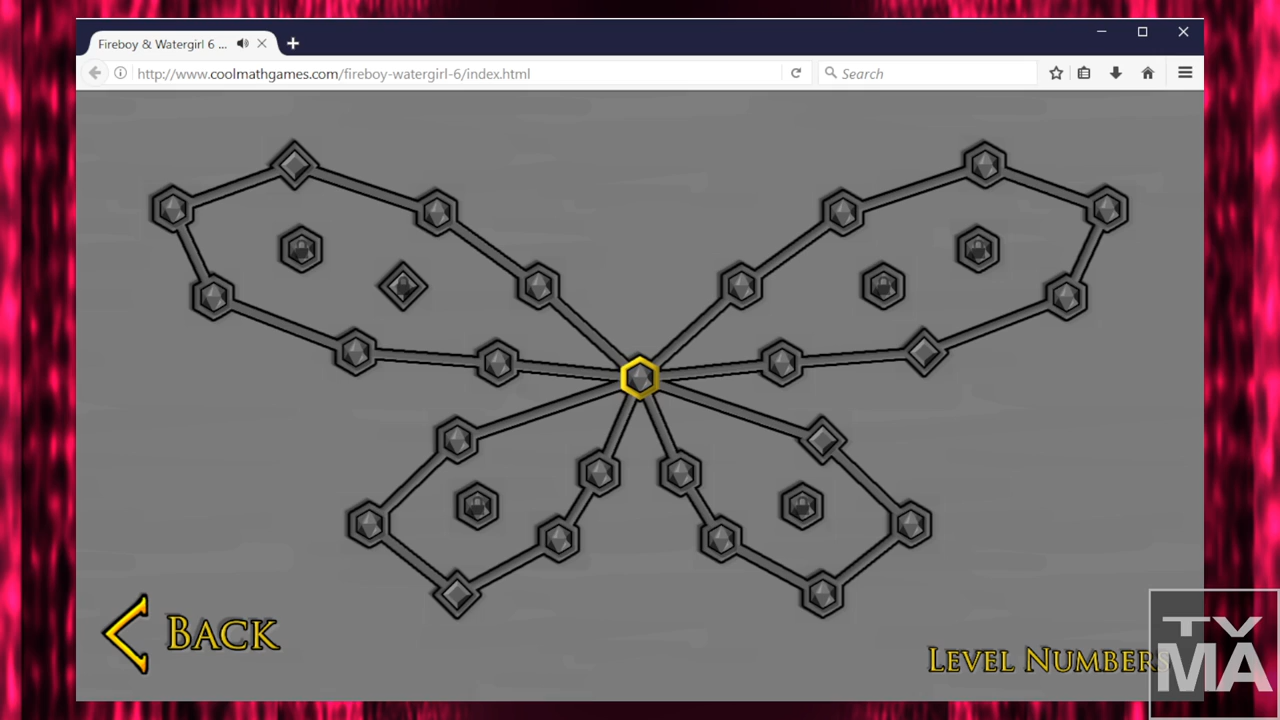 Fireboy & Watergirl 6 ...
http://www.coolmathgames.com/fireboy-watergirl-6/index.html
Search
BACK
LEVEL NUMBERS
TV
MA